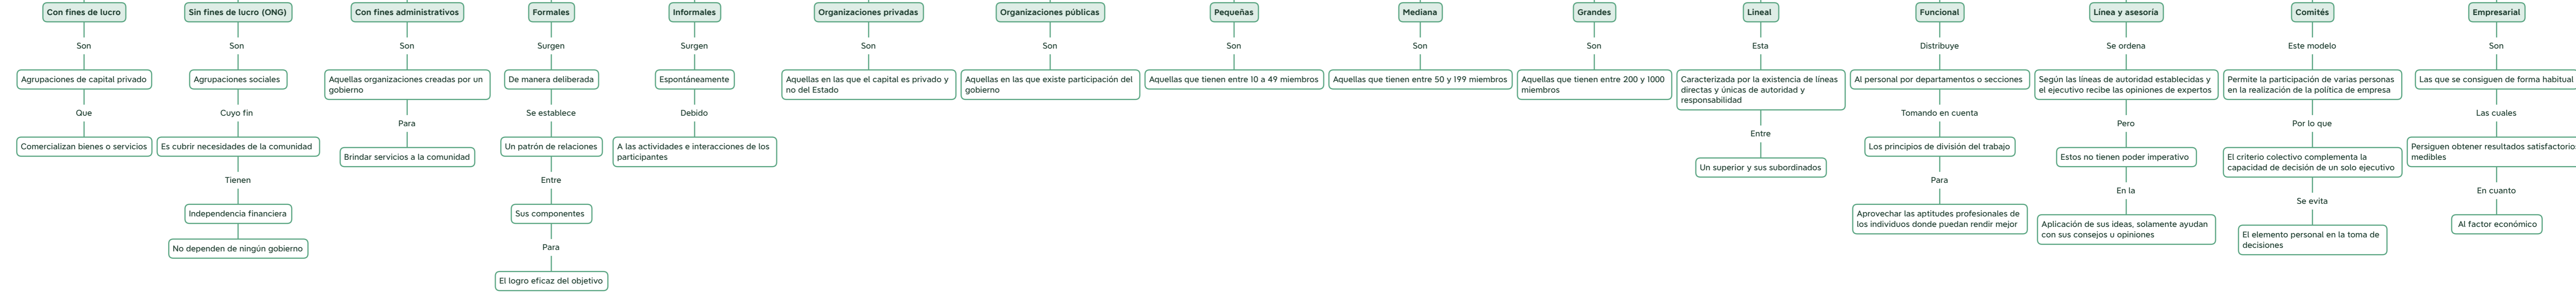 Con fines de lucro
Son
Agrupaciones de capital privado
Que
Comercializan bienes o servicios
Sin fines de lucro (ONG)
Son
Agrupaciones sociales
Cuyo fin
Es cubrir necesidades de la comunidad
Tienen
Independencia financiera
No dependen de ningún gobierno
Con fines administrativos
Son
Aquellas organizaciones creadas por un
gobierno
Para
Brindar servicios a la comunidad
Formales
Surgen
De manera deliberada
Se establece
Un patrón de relaciones
Entre
Sus componentes
Para
El logro eficaz del objetivo
Informales
Surgen
Espontáneamente
Debido
A las actividades e interacciones de los
participantes
Organizaciones privadas
Son
Aquellas en las que el capital es privado y
no del Estado
Organizaciones públicas
Son
Aquellas en las que existe participación del
gobierno
Pequeñas
Son
Aquellas que tienen entre 10 a 49 miembros
Mediana
Son
Aquellas que tienen entre 50 y 199 miembros
Grandes
Son
Aquellas que tienen entre 200 y 1000
miembros
Lineal
Esta
Caracterizada por la existencia de líneas
directas y únicas de autoridad y
responsabilidad
Entre
Un superior y sus subordinados
Funcional
Distribuye
Al personal por departamentos o secciones
Tomando en cuenta
Los principios de división del trabajo
Para
Aprovechar las aptitudes profesionales de
los individuos donde puedan rendir mejor
Línea y asesoría
Se ordena
Según las líneas de autoridad establecidas y
el ejecutivo recibe las opiniones de expertos
Pero
Estos no tienen poder imperativo
En la
Aplicación de sus ideas, solamente ayudan
con sus consejos u opiniones
Comités
Este modelo
Permite la participación de varias personas
en la realización de la política de empresa
Por lo que
El criterio colectivo complementa la
capacidad de decisión de un solo ejecutivo
Se evita
El elemento personal en la toma de
decisiones
Empresarial
Son
Las que se consiguen de forma habitual
Las cuales
Persiguen obtener resultados satisfactorio
medibles
En cuanto
Al factor económico